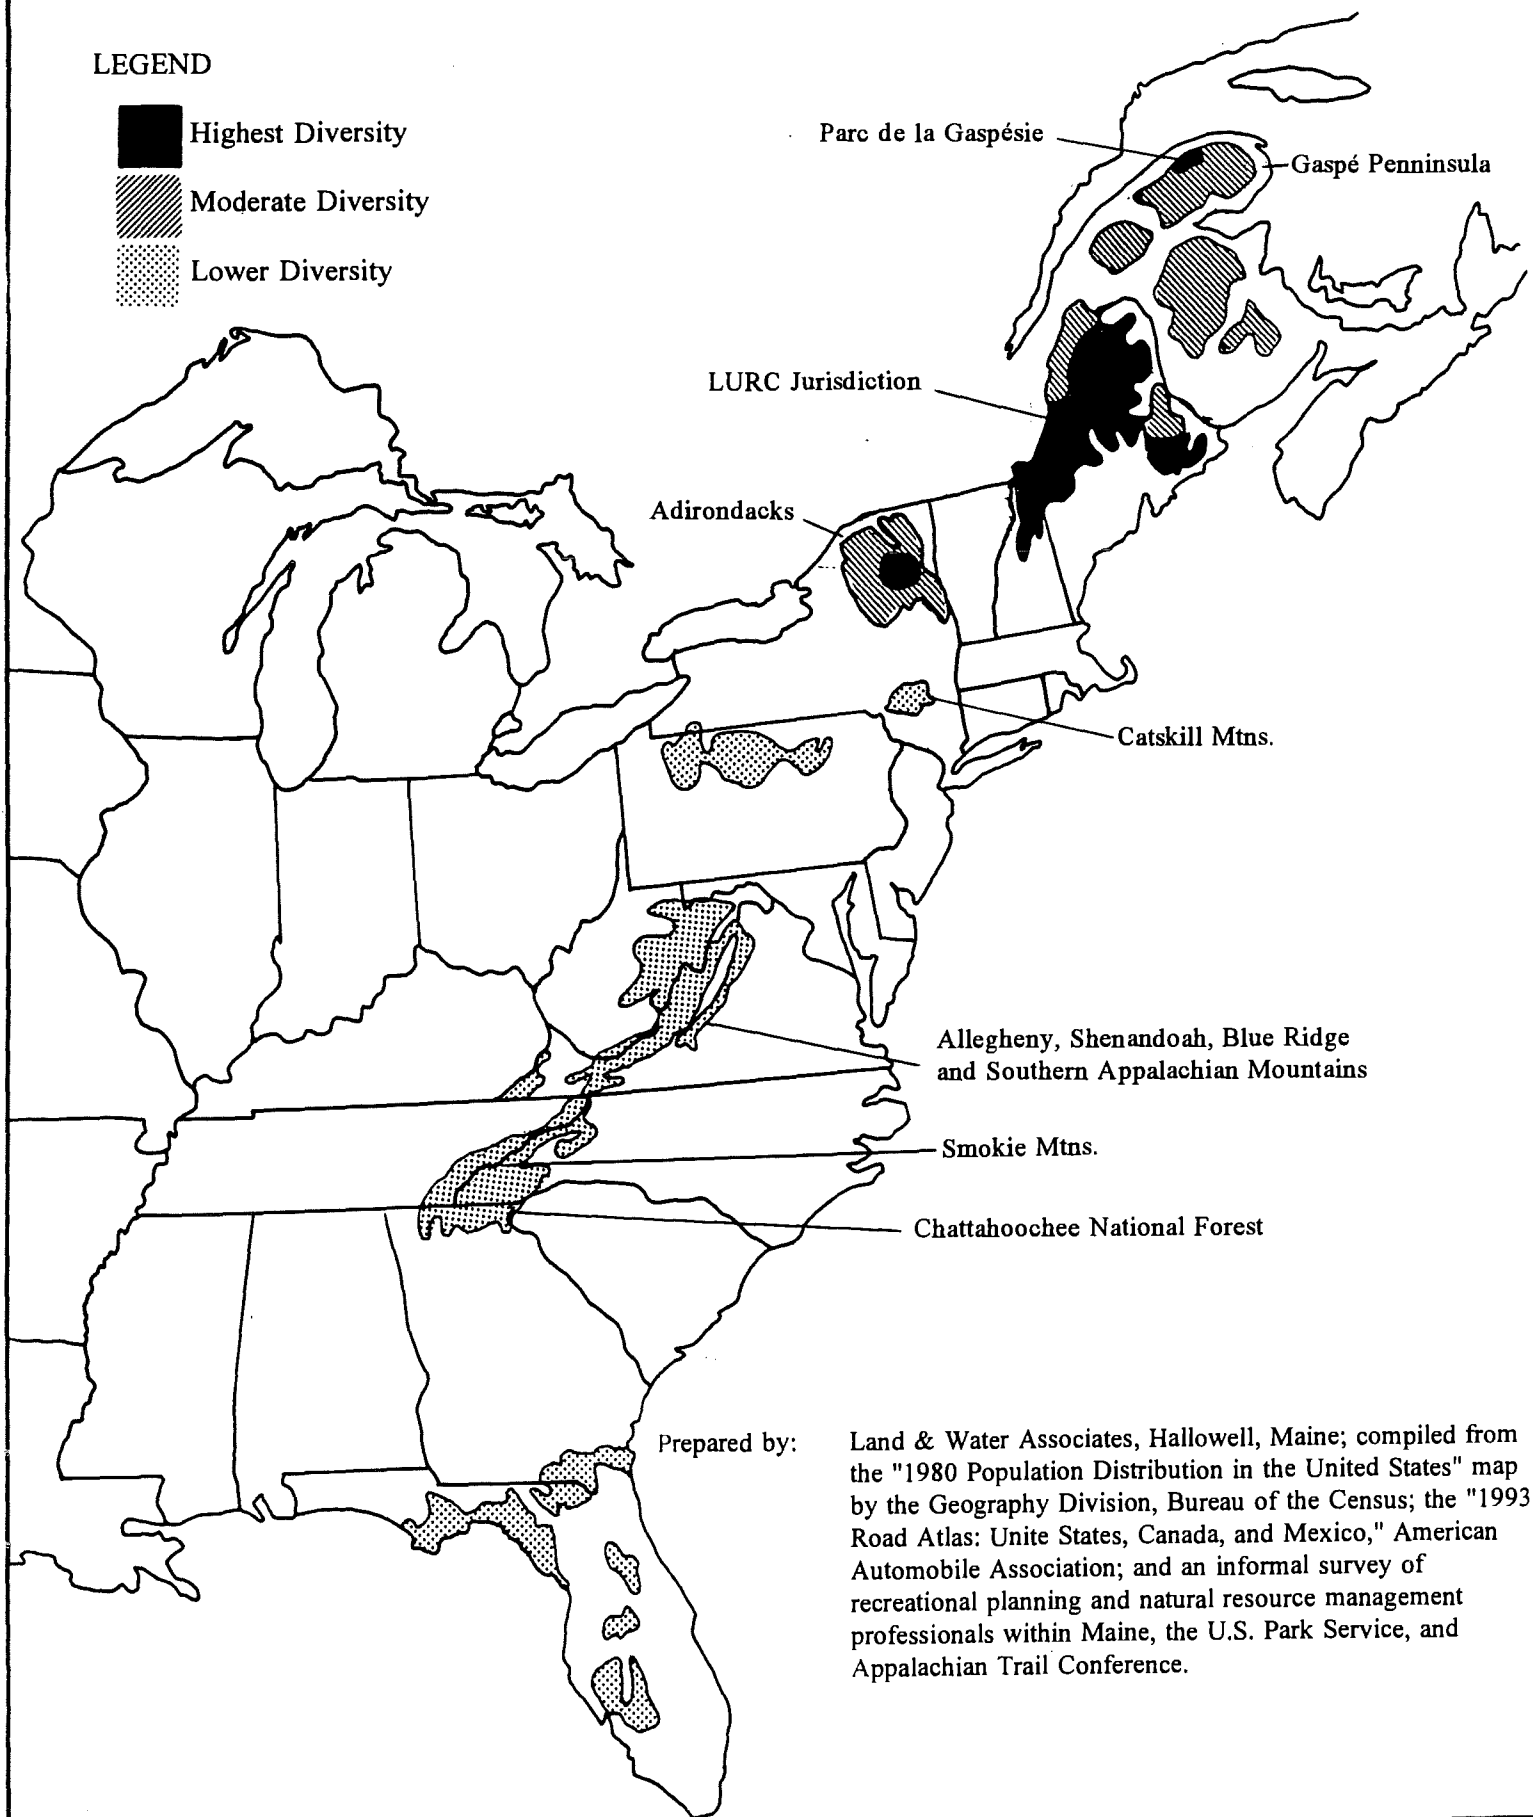 LEGEND
Highest Diversity
Moderate Diversity
Lower Diversity
Parc de la Gaspésie
Gaspé Penninsula
LURC Jurisdiction
Adirondacks
Catskill Mtns.
Allegheny, Shenandoah, Blue Ridge
and Southern Appalachian Mountains
Smokie Mtns.
Chattahoochee National Forest
Prepared by:
Land & Water Associates, Hallowell, Maine; compiled from
the "1980 Population Distribution in the United States" map
by the Geography Division, Bureau of the Census; the "1993
Road Atlas: Unite States, Canada, and Mexico," American
Automobile Association; and an informal survey of
recreational planning and natural resource management
professionals within Maine, the U.S. Park Service, and
Appalachian Trail Conference.